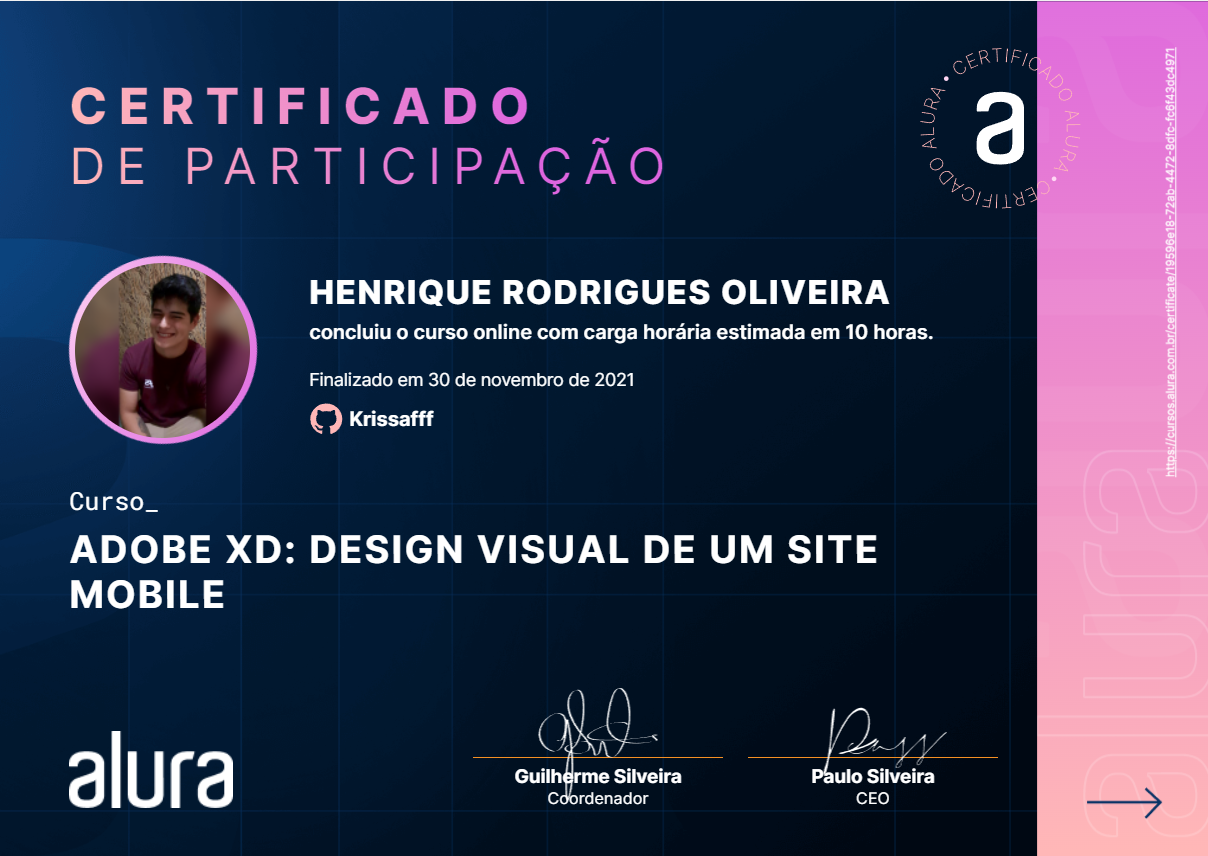 CERTIFICADO
DE PARTICIPAÇÃO
CERTIFICADO ALURA • CERTIFICADO ALURA •
a
HENRIQUE RODRIGUES OLIVEIRA
concluiu o curso online com carga horária estimada em 10 horas.
Finalizado em 30 de novembro de 2021
Krissafff
Curso_
ADOBE XD: DESIGN VISUAL DE UM SITE
MOBILE
alura
Guilherme Silveira
Coordenador
Paulo Silveira
CEO
https://cursos.alura.com.br/certificate/19596e18-72ab-4472-8dfc-fc6f43dc4971
alura